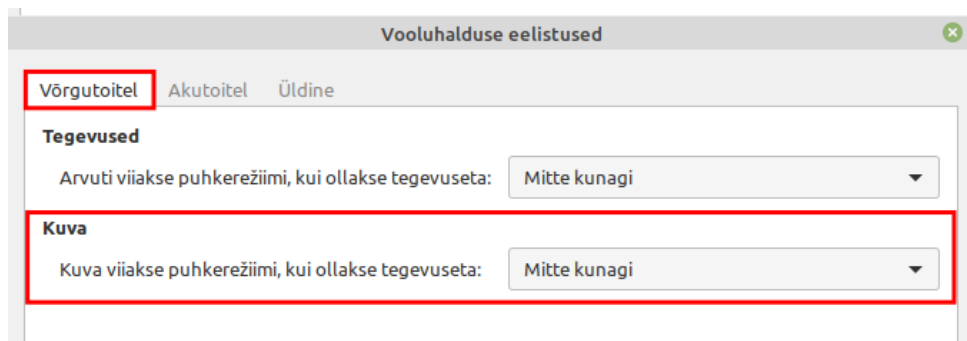 Vooluhalduse eelistused
Võrgutoitel Akutoitel Üldine
Tegevused
Arvuti viiakse puhkerežiimi, kui ollakse tegevuseta: Mitte kunagi
Kuva
Kuva viiakse puhkerežiimi, kui ollakse tegevuseta: Mitte kunagi